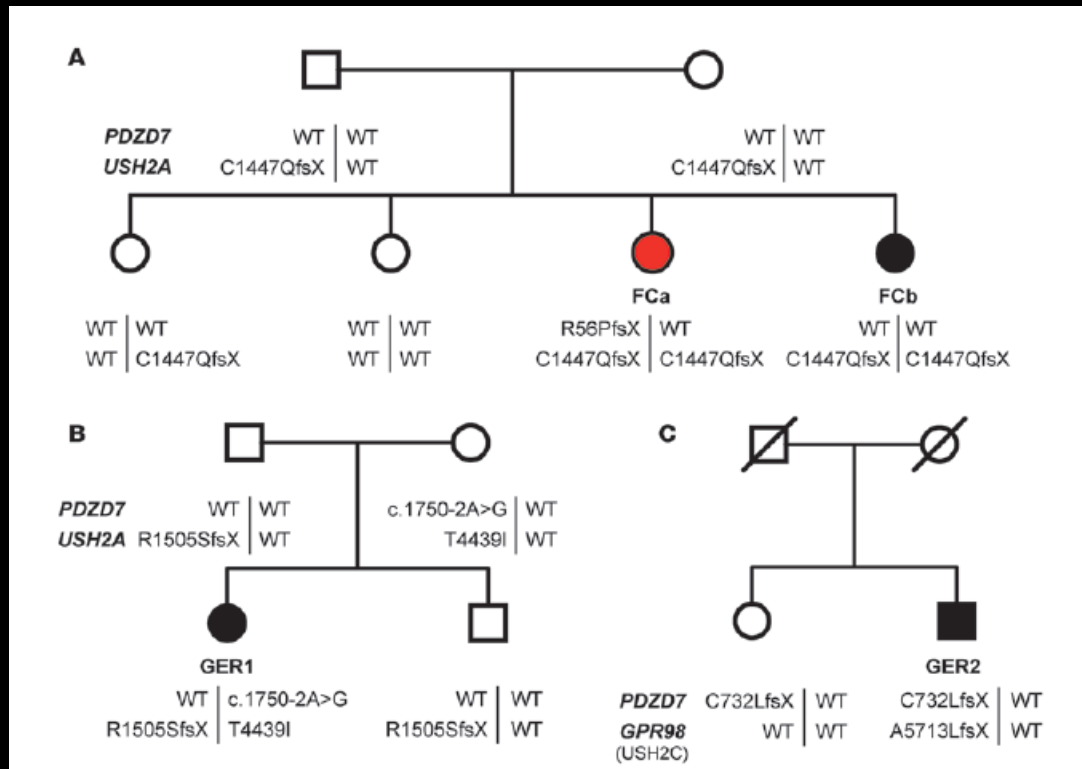 A
PDZD7 WT WT WT WT
USH2A C1447QfsX WT C1447QfsX WT
FCa FCb
WT WT WT WT R56PfsX WT WT WT
WT C1447QfsX WT WT C1447QfsX C1447QfsX C1447QfsX C1447QfsX
B C
PDZD7 WT WT c.1750-2A>G WT
USH2A R1505SfsX WT T4439I WT
GER1 GER2
WT c.1750-2A>G WT WT PDZD7 C732LfsX WT C732LfsX WT
R1505SfsX T4439I R1505SfsX WT GPR98 WT WT A5713LfsX WT
(USH2C)